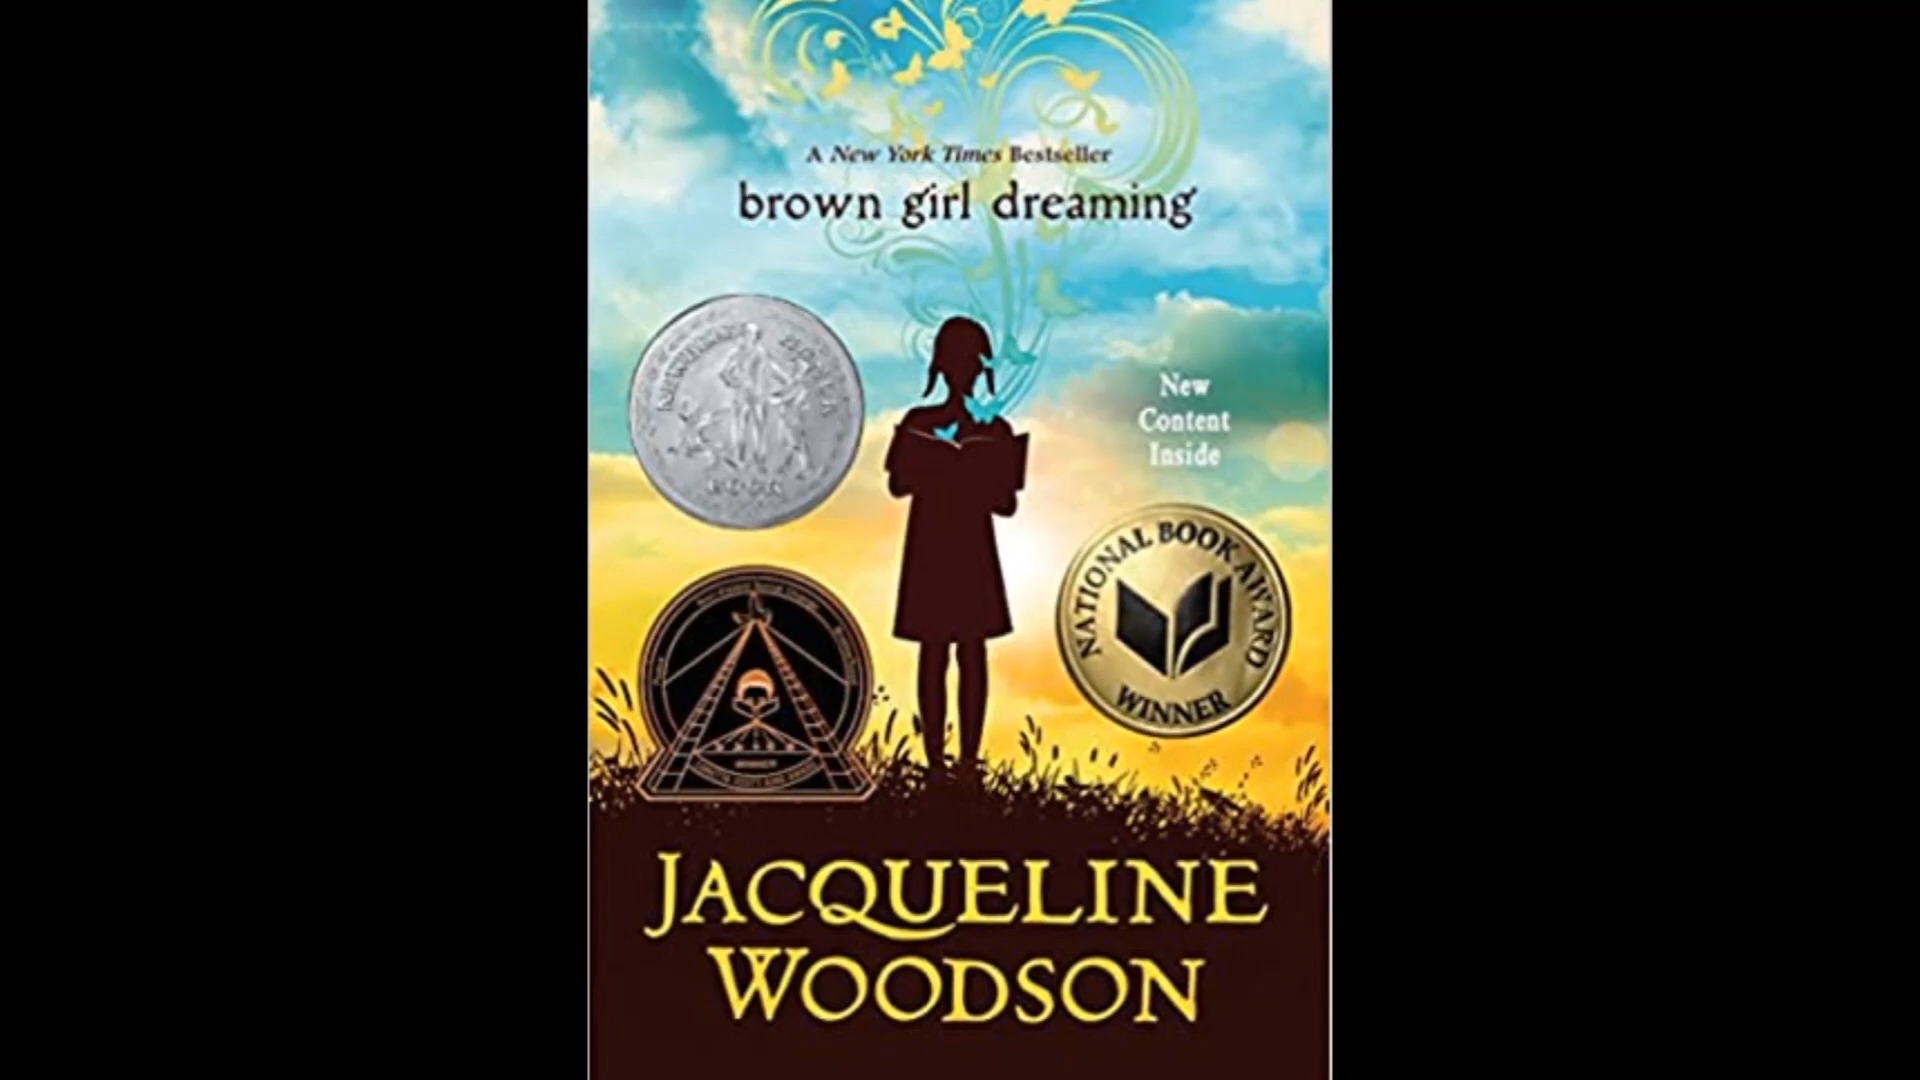 A New York Times Bestseller
brown girl dreaming
New
Content
Inside
NATIONAL BOOK AWARD
WINNER
JACQUELINE
WOODSON